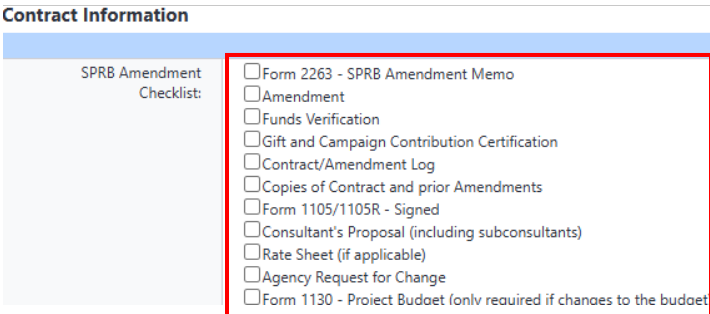 Contract Information
SPRB Amendment
Checklist:
Form 2263 - SPRB Amendment Memo
Amendment
Funds Verification
Gift and Campaign Contribution Certification
Contract/Amendment Log
Copies of Contract and prior Amendments
Form 1105/1105R - Signed
Consultant's Proposal (including subconsultants)
Rate Sheet (if applicable)
Agency Request for Change
Form 1130 - Project Budget (only required if changes to the budget